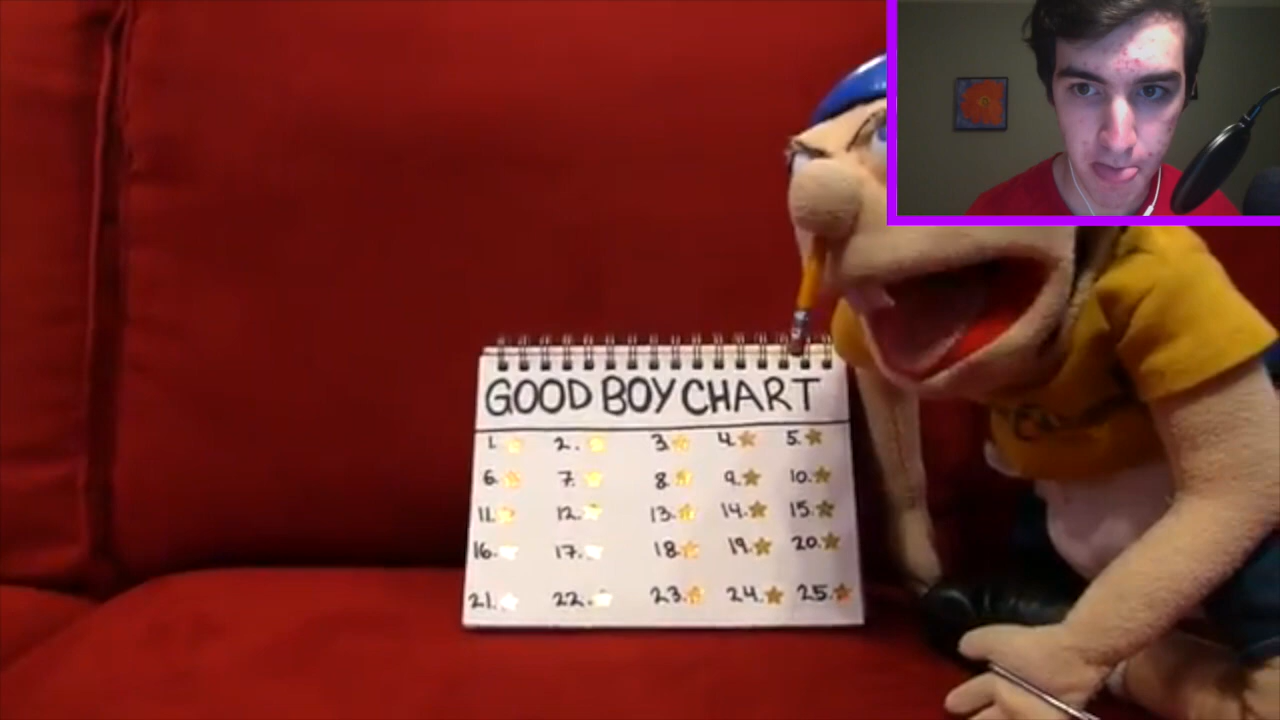 GOOD BOY CHART
1. 2. 3. 4. 5.
6. 7. 8. 9. 10.
11. 12. 13. 14. 15.
16. 17. 18. 19. 20.
21. 22. 23. 24. 25.